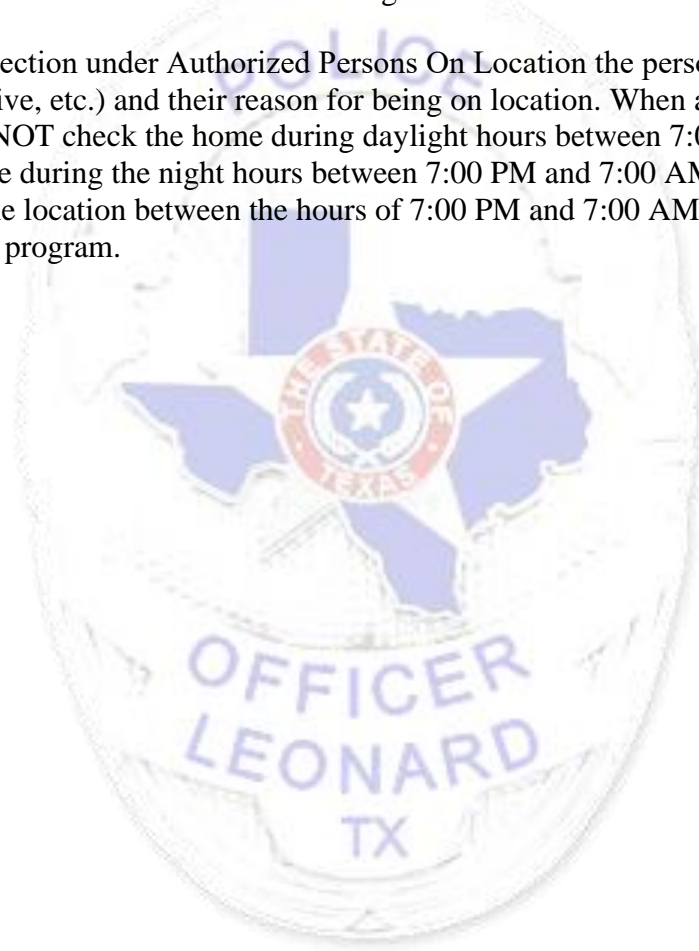 POLICE
ection under Authorized Persons On Location the perso
ive, etc.) and their reason for being on location. When a
NOT check the home during daylight hours between 7:0
e during the night hours between 7:00 PM and 7:00 AM
e location between the hours of 7:00 PM and 7:00 AM
program.
THE STATE OF
TEXAS
OFFICER
LEONARD
TX